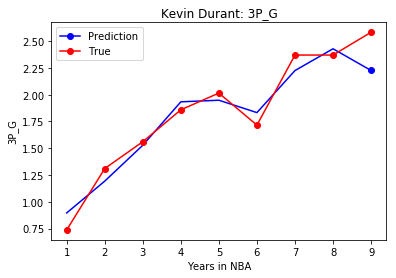 Kevin Durant: 3P_G
Prediction
True
3P_G
2.50
2.25
2.00
1.75
1.50
1.25
1.00
0.75
1 2 3 4 5 6 7 8 9
Years in NBA